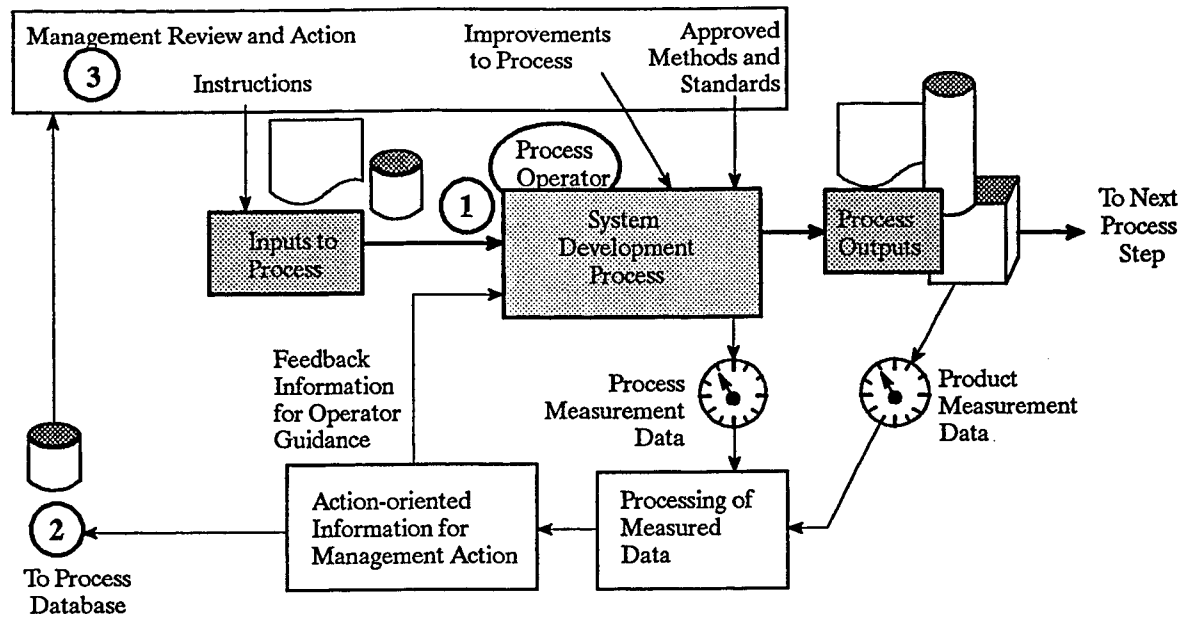 Management Review and Action
3
Instructions
Improvements
to Process
Approved
Methods and
Standards
Process
Operator
1
Inputs to
Process
System
Development
Process
Process
Outputs
To Next
Process
Step
Feedback
Information
for Operator
Guidance
Process
Measurement
Data
Product
Measurement
Data
Action-oriented
Information for
Management Action
Processing of
Measured
Data
2
To Process
Database